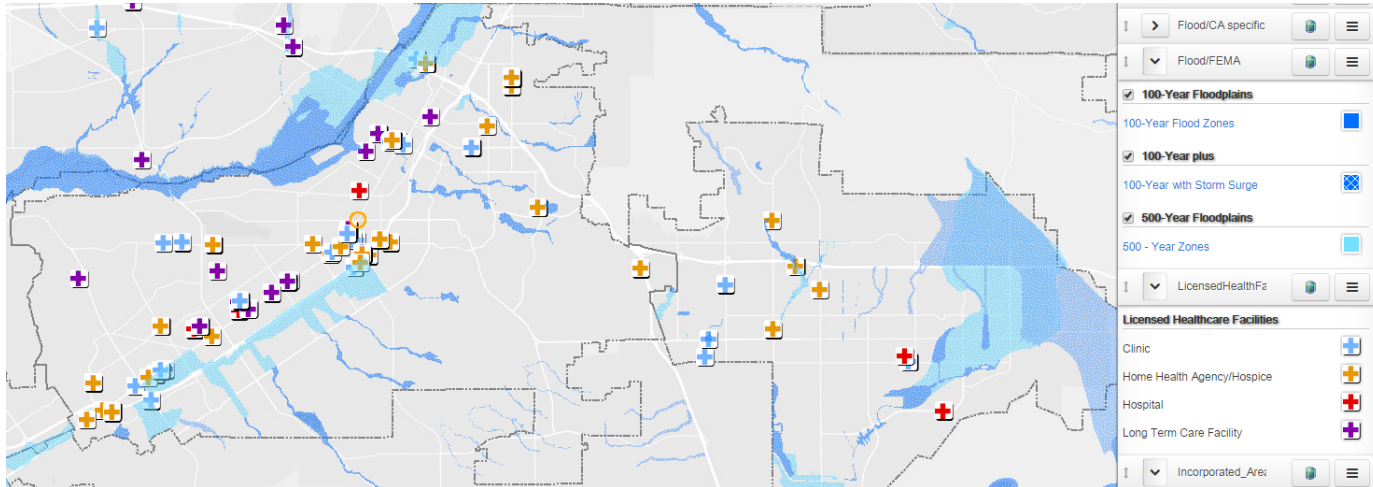 Flood/CA specific
Flood/FEMA
100-Year Floodplains
100-Year Flood Zones
100-Year plus
100-Year with Storm Surge
500-Year Floodplains
500 - Year Zones
LicensedHealthFa
Licensed Healthcare Facilities
Clinic
Home Health Agency/Hospice
Hospital
Long Term Care Facility
Incorporated_Area